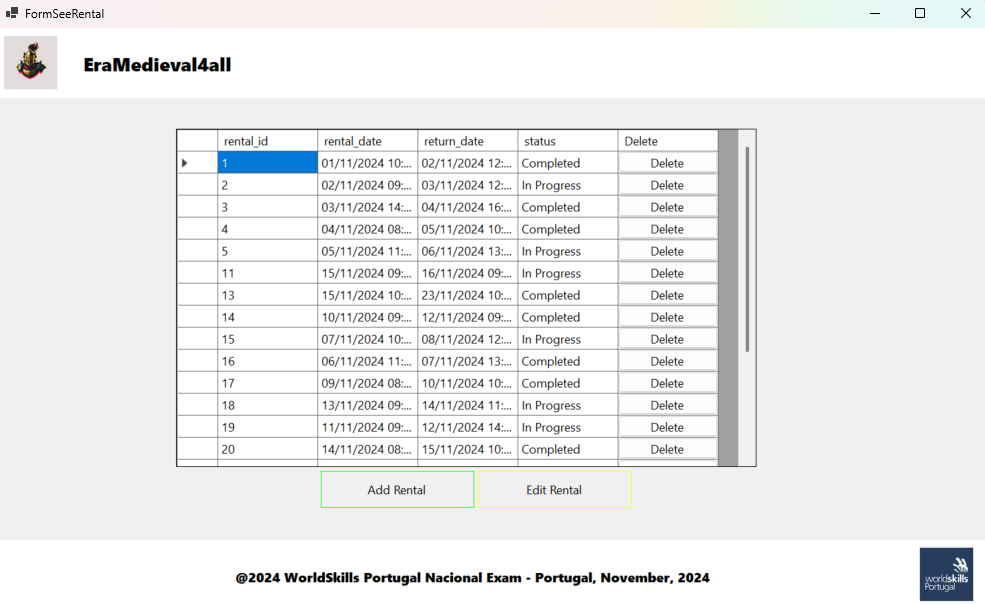 FormSeeRental
EraMedieval4all
rental_id rental_date return_date status Delete
1 01/11/2024 10:... 02/11/2024 12:... Completed Delete
2 02/11/2024 09:... 03/11/2024 12:... In Progress Delete
3 03/11/2024 14:... 04/11/2024 16:... Completed Delete
4 04/11/2024 08:... 05/11/2024 10:... Completed Delete
5 05/11/2024 11:... 06/11/2024 13:... In Progress Delete
11 15/11/2024 09:... 16/11/2024 09:... In Progress Delete
13 15/11/2024 10:... 23/11/2024 10:... Completed Delete
14 10/11/2024 09:... 12/11/2024 09:... Completed Delete
15 07/11/2024 10:... 08/11/2024 12:... In Progress Delete
16 06/11/2024 11:... 07/11/2024 13:... Completed Delete
17 09/11/2024 08:... 10/11/2024 10:... Completed Delete
18 13/11/2024 09:... 14/11/2024 11:... In Progress Delete
19 11/11/2024 09:... 12/11/2024 14:... In Progress Delete
20 14/11/2024 08:... 15/11/2024 10:... Completed Delete
Add Rental Edit Rental
@2024 WorldSkills Portugal Nacional Exam - Portugal, November, 2024
worldskills
Portugal